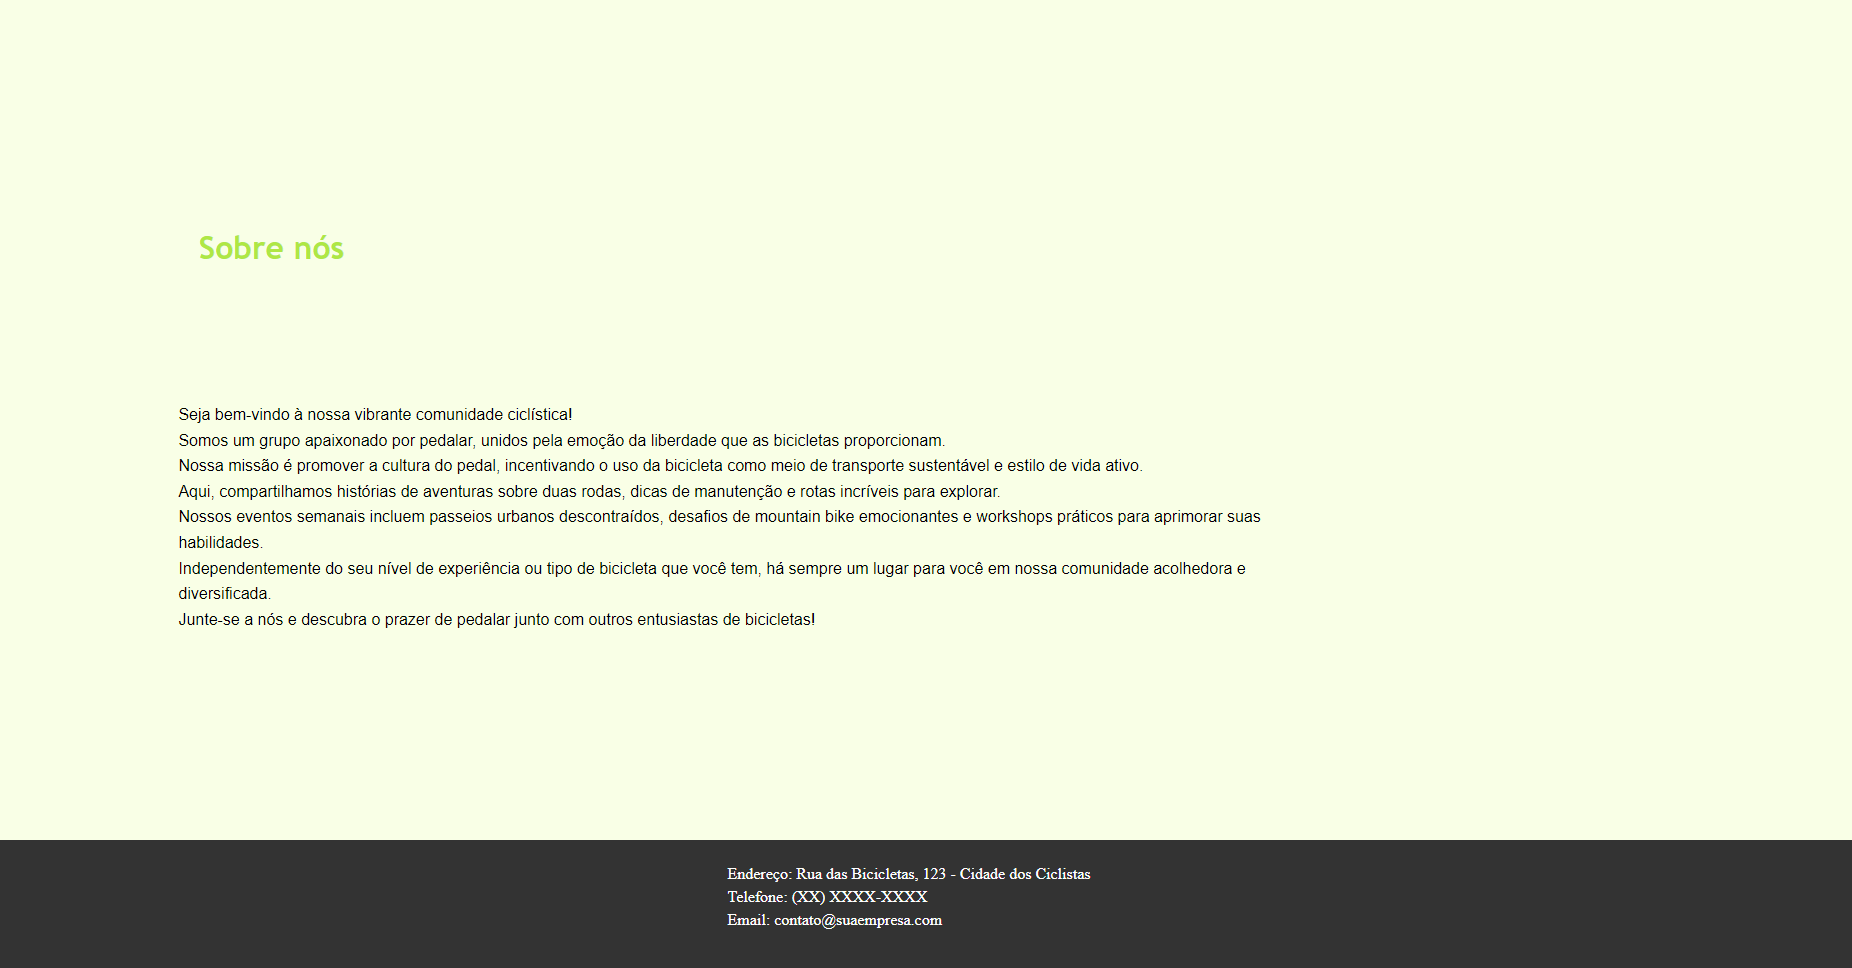 Sobre nós
Seja bem-vindo à nossa vibrante comunidade ciclística!
Somos um grupo apaixonado por pedalar, unidos pela emoção da liberdade que as bicicletas proporcionam.
Nossa missão é promover a cultura do pedal, incentivando o uso da bicicleta como meio de transporte sustentável e estilo de vida ativo.
Aqui, compartilhamos histórias de aventuras sobre duas rodas, dicas de manutenção e rotas incríveis para explorar.
Nossos eventos semanais incluem passeios urbanos descontraídos, desafios de mountain bike emocionantes e workshops práticos para aprimorar suas
habilidades.
Independentemente do seu nível de experiência ou tipo de bicicleta que você tem, há sempre um lugar para você em nossa comunidade acolhedora e
diversificada.
Junte-se a nós e descubra o prazer de pedalar junto com outros entusiastas de bicicletas!
Endereço: Rua das Bicicletas, 123 - Cidade dos Ciclistas
Telefone: (XX) XXXX-XXXX
Email: contato@suaempresa.com